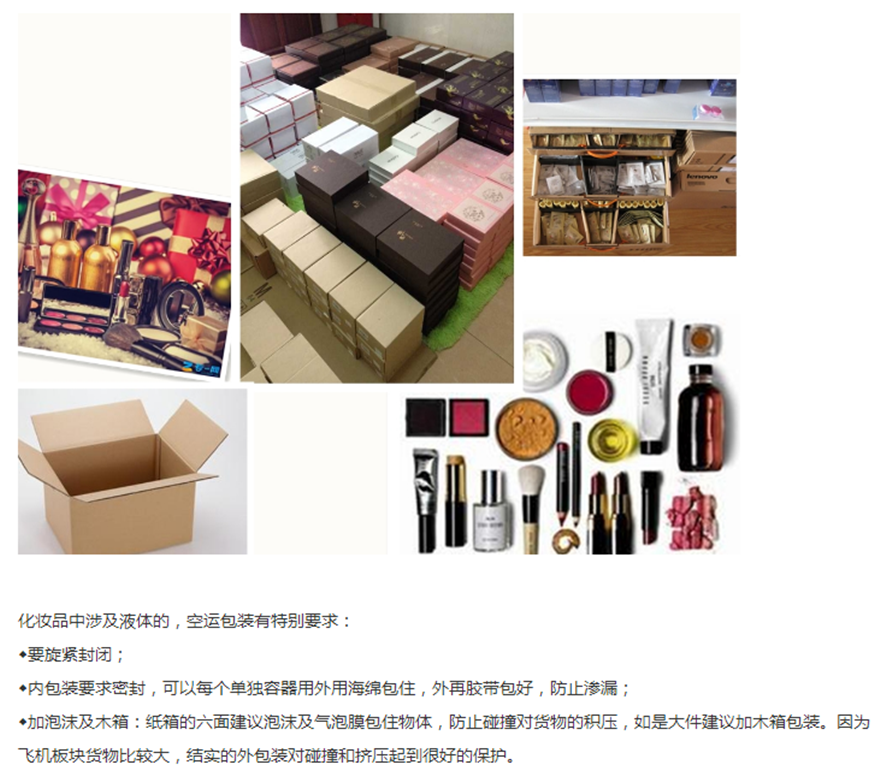 lenovo
化妆品中涉及液体的，空运包装有特别要求：
◆要旋紧封闭；
◆内包装要求密封，可以每个单独容器用外用海绵包住，外再胶带包好，防止渗漏；
◆加泡沫及木箱：纸箱的六面建议泡沫及气泡膜包住物体，防止碰撞对货物的积压，如是大件建议加木箱包装。因为
飞机板块货物比较大，结实的外包装对碰撞和挤压起到很好的保护。